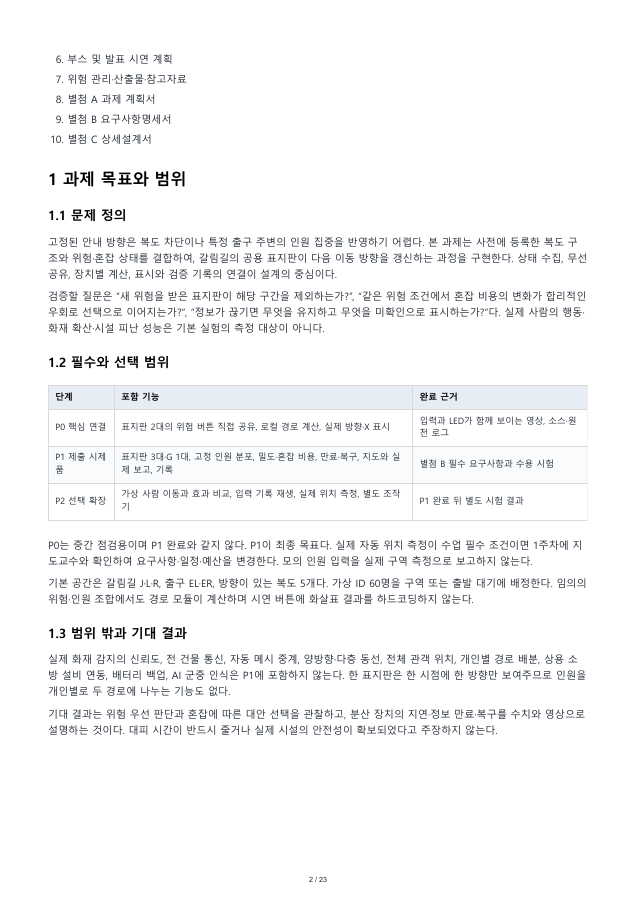 6. 부스 및 발표 시연 계획
7. 위험 관리·산출물·참고자료
8. 별첨 A 과제 계획서
9. 별첨 B 요구사항명세서
10. 별첨 C 상세설계서
1 과제 목표와 범위
1.1 문제 정의
고정된 안내 방향은 복도 차단이나 특정 출구 주변의 인원 집중을 반영하기 어렵다. 본 과제는 사전에 등록한 복도 구
조와 위험·혼잡 상태를 결합하여, 갈림길의 공용 표지판이 다음 이동 방향을 갱신하는 과정을 구현한다. 상태 수집, 무선
공유, 장치별 계산, 표시와 검증 기록의 연결이 설계의 중심이다.
검증할 질문은 “새 위험을 받은 표지판이 해당 구간을 제외하는가?”, “같은 위험 조건에서 혼잡 비용의 변화가 합리적인
우회로 선택으로 이어지는가?”, “정보가 끊기면 무엇을 유지하고 무엇을 미확인으로 표시하는가?”다. 실제 사람의 행동·
화재 확산·시설 피난 성능은 기본 실험의 측정 대상이 아니다.
1.2 필수와 선택 범위
단계 포함 기능 완료 근거
P0 핵심 연결 표지판 2대의 위험 버튼 직접 공유, 로컬 경로 계산, 실제 방향·X 표시 입력과 LED가 함께 보이는 영상, 소스·원
천 로그
P1 제출 시제 표지판 3대·G 1대, 고정 인원 분포, 밀도·혼잡 비용, 만료·복구, 지도와 실 별첨 B 필수 요구사항과 수용 시험
품 제 보고, 기록
P2 선택 확장 가상 사람 이동과 효과 비교, 입력 기록 재생, 실제 위치 측정, 별도 조작 P1 완료 뒤 별도 시험 결과
기
P0는 중간 점검용이며 P1 완료와 같지 않다. P1이 최종 목표다. 실제 자동 위치 측정이 수업 필수 조건이면 1주차에 지
도교수와 확인하여 요구사항·일정·예산을 변경한다. 모의 인원 입력을 실제 구역 측정으로 보고하지 않는다.
기본 공간은 갈림길 J·L·R, 출구 EL·ER, 방향이 있는 복도 5개다. 가상 ID 60명을 구역 또는 출발 대기에 배정한다. 임의의
위험·인원 조합에서도 경로 모듈이 계산하며 시연 버튼에 화살표 결과를 하드코딩하지 않는다.
1.3 범위 밖과 기대 결과
실제 화재 감지의 신뢰도, 전 건물 통신, 자동 메시 중계, 양방향·다층 동선, 전체 관객 위치, 개인별 경로 배분, 상용 소
방 설비 연동, 배터리 백업, AI 군중 인식은 P1에 포함하지 않는다. 한 표지판은 한 시점에 한 방향만 보여주므로 인원을
개인별로 두 경로에 나누는 기능도 없다.
기대 결과는 위험 우선 판단과 혼잡에 따른 대안 선택을 관찰하고, 분산 장치의 지연·정보 만료·복구를 수치와 영상으로
설명하는 것이다. 대피 시간이 반드시 줄거나 실제 시설의 안전성이 확보되었다고 주장하지 않는다.
2 / 23